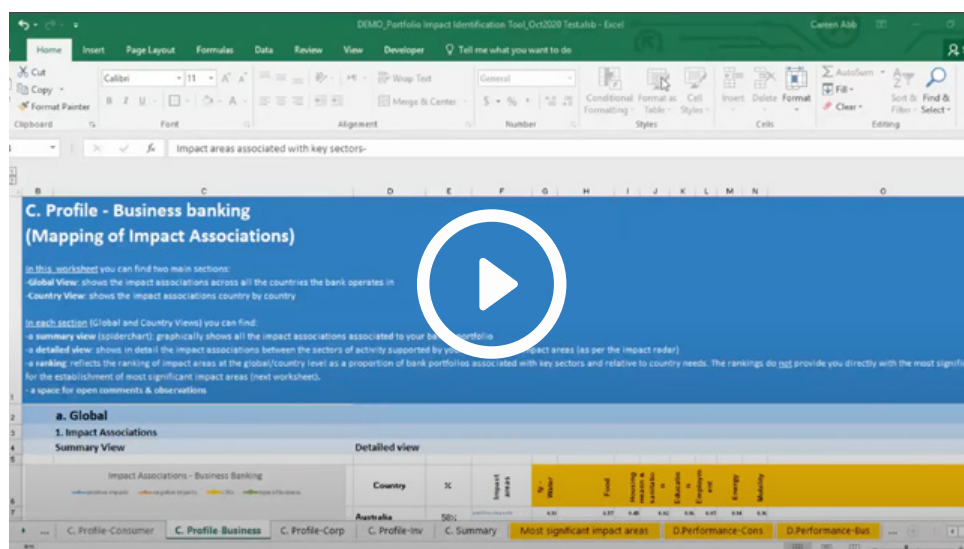 DEMO_Portfolio Impact Identification Tool_Oct2020 Test.xlsb - Excel
Careen Abb
Home Insert Page Layout Formulas Data Review View Developer Tell me what you want to do
Cut
Copy
Format Painter
Clipboard
Calibri 11
B I U
Font
Wrap Text
Merge & Center
Alignment
General
$ % ,
Number
Conditional Formatting
Format as Table
Cell Styles
Styles
Insert Delete Format
Cells
AutoSum
Fill
Clear
Sort & Filter
Find & Select
Editing
fx Impact areas associated with key sectors-
B C D E F G H I J K L M N O
C. Profile - Business banking
(Mapping of Impact Associations)
In this worksheet you can find two main sections:
-Global View: shows the impact associations across all the countries the bank operates in
-Country View: shows the impact associations country by country
In each section (Global and Country Views) you can find:
-a summary view (spiderchart): graphically shows all the impact associations associated to your
-a detailed view: shows in detail the impact associations between the sectors of activity supported by impact areas (as per the impact radar)
-a ranking: reflects the ranking of impact areas at the global/country level as a proportion of bank portfolios associated with key sectors and relative to country needs. The rankings do not provide you directly with the most
for the establishment of most significant impact areas (next worksheet).
- a space for open comments & observations
1
2 a. Global
3 1. Impact Associations
4 Summary View Detailed view
5
Impact Associations - Business Banking
6 Country % Impact areas Water Food Energy Mobility
7 Australia 50%
... C. Profile-Consumer C. Profile-Business C. Profile-Corp C. Profile-Inv C. Summary Most significant impact areas D.Performance-Cons D.Performance-Bus ...